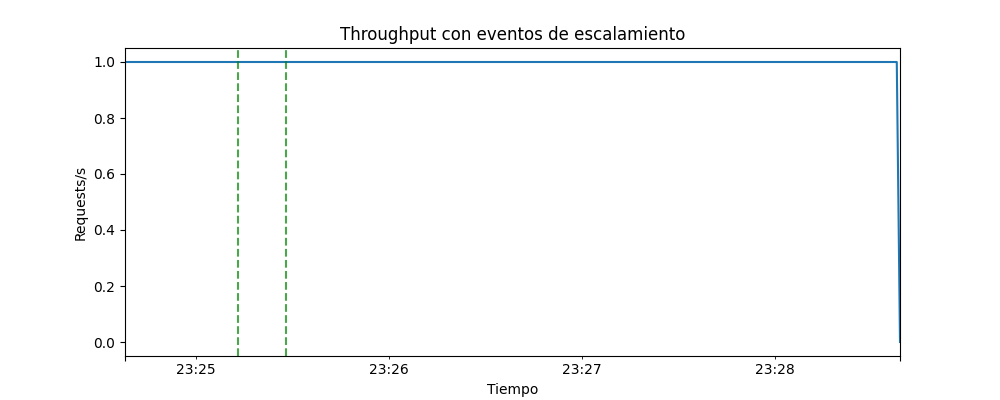 Throughput con eventos de escalamiento
Requests/s
1.0
0.8
0.6
0.4
0.2
0.0
23:25 23:26 23:27 23:28
Tiempo